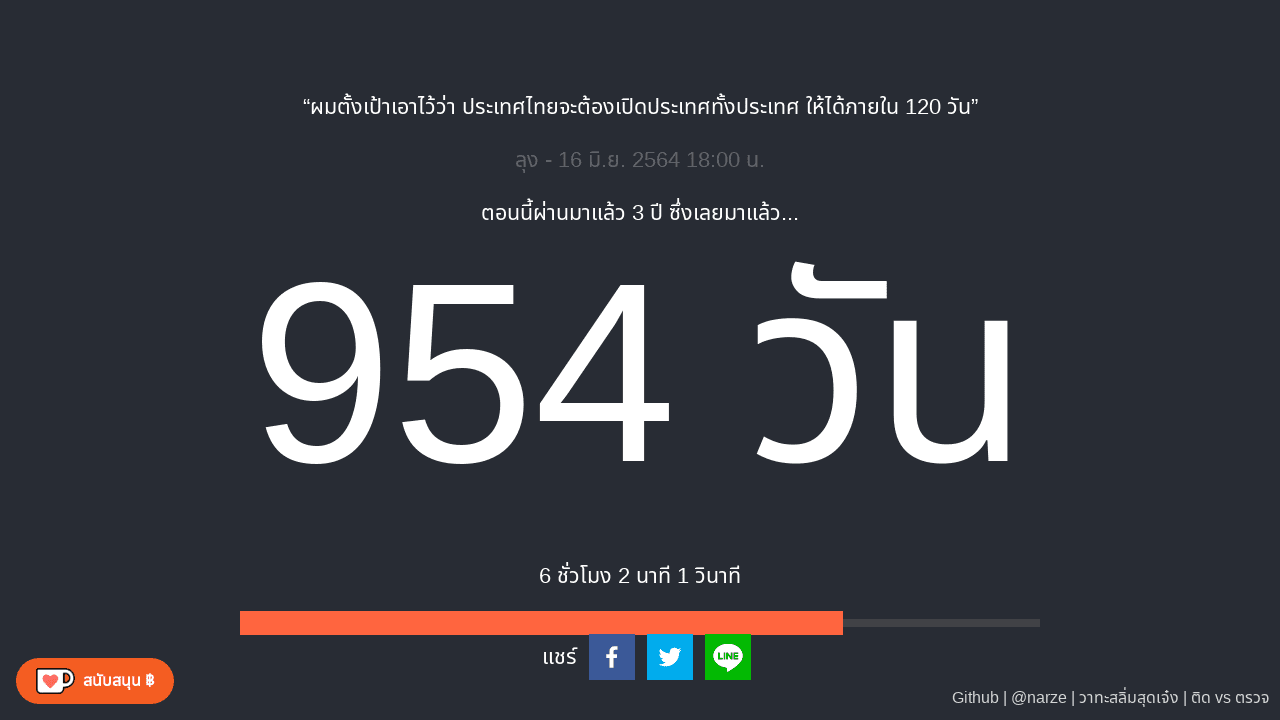 “ผมตั้งเป้าเอาไว้ว่า ประเทศไทยจะต้องเปิดประเทศทั้งประเทศ ให้ได้ภายใน 120 วัน”
ลุง - 16 มิ.ย. 2564 18:00 น.
ตอนนี้ผ่านมาแล้ว 3 ปี ซึ่งเลยมาแล้ว...
954 วัน
6 ชั่วโมง 2 นาที 1 วินาที
แชร์
LINE
สนับสนุน ฿
Github | @narze | วาทะสลิ่มสุดเจ๋ง | ติด vs ตรวจ